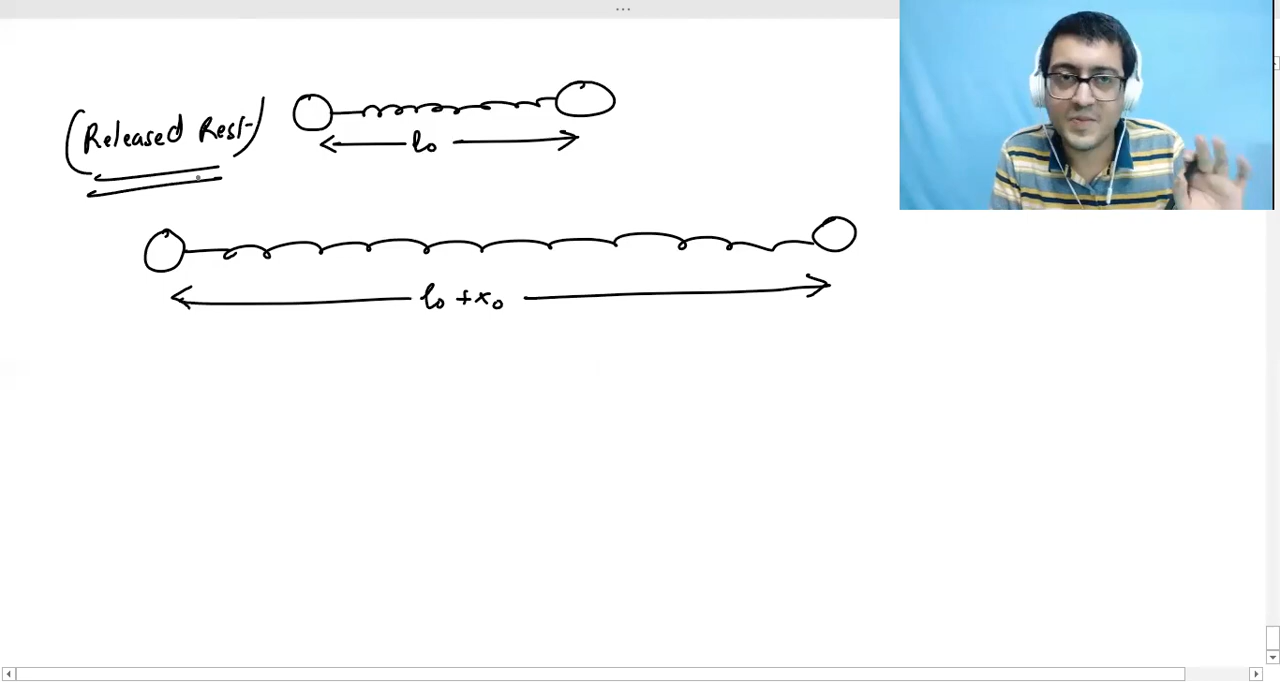 (Released Rest)
l₀
l₀ + x₀